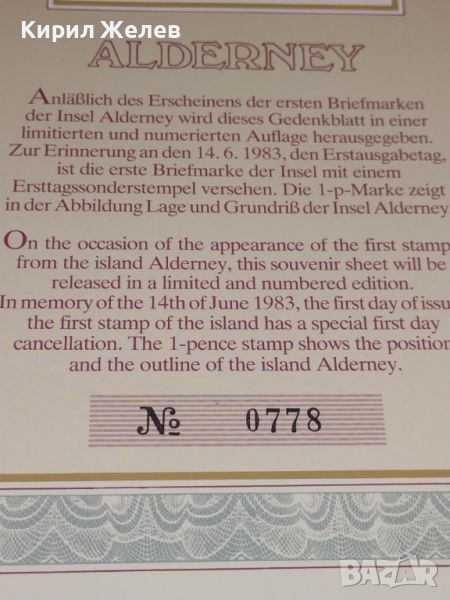 Кирил Желев
ALDERNEY
Anläßlich des Erscheinens der ersten Briefmarken
der Insel Alderney wird dieses Gedenkblatt in einer
limitierten und numerierten Auflage herausgegeben.
Zur Erinnerung an den 14. 6. 1983, den Erstausgabetag,
ist die erste Briefmarke der Insel mit einem
Ersttagssonderstempel versehen. Die 1-p-Marke zeigt
in der Abbildung Lage und Grundriß der Insel Alderney
On the occasion of the appearance of the first stamp
from the island Alderney, this souvenir sheet will be
released in a limited and numbered edition.
In memory of the 14th of June 1983, the first day of issu
the first stamp of the island has a special first day
cancellation. The 1-pence stamp shows the position
and the outline of the island Alderney.
№ 0778
BAZAR